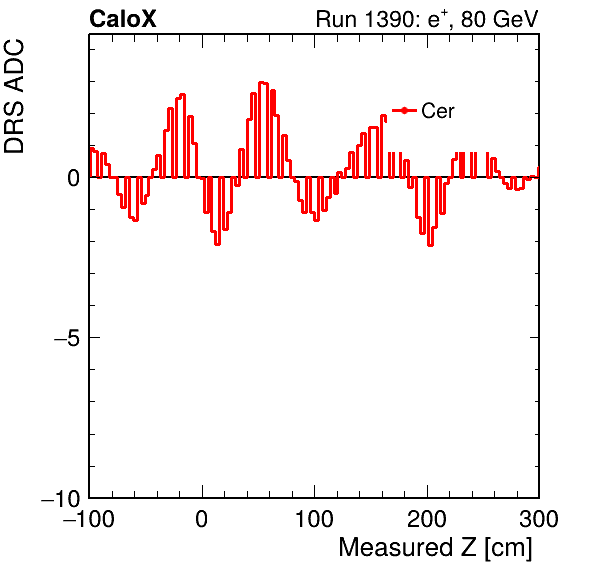 CaloX Run 1390: e⁺, 80 GeV
DRS ADC
Cer
0
−5
−10
−100 0 100 200 300
Measured Z [cm]